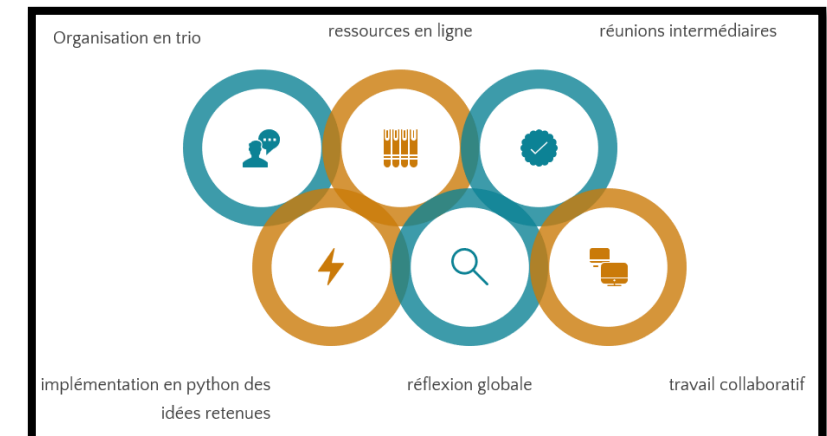 Organisation en trio
ressources en ligne
réunions intermédiaires
implémentation en python des
idées retenues
réflexion globale
travail collaboratif